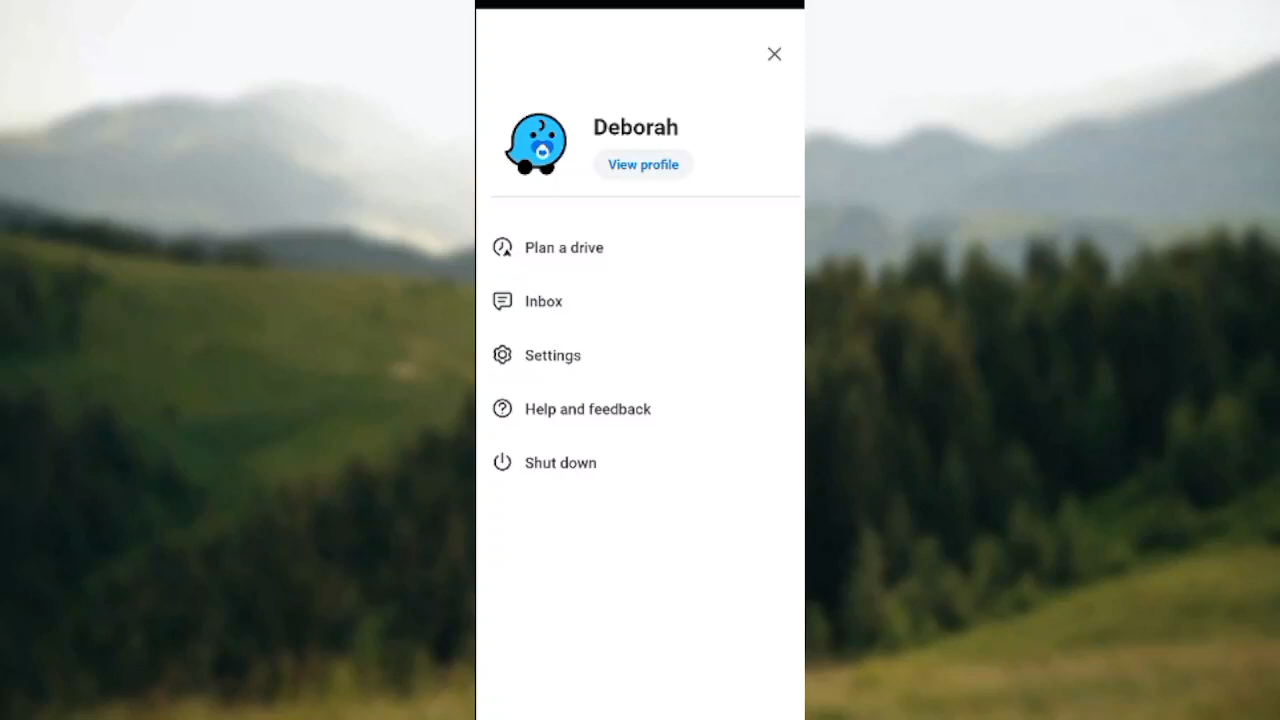 Deborah
View profile
Plan a drive
Inbox
Settings
Help and feedback
Shut down